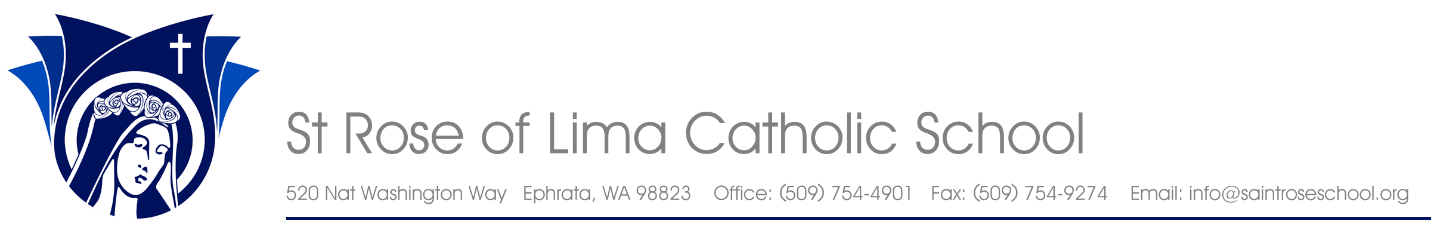 St Rose of Lima Catholic School
520 Nat Washington Way Ephrata, WA 98823 Office: (509) 754-4901 Fax: (509) 754-9274 Email: info@saintroseschool.org